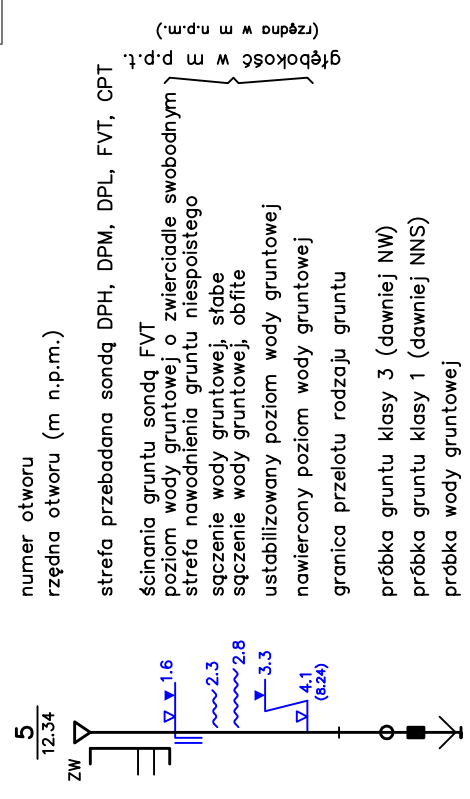 5
12.34
ZW
1.6
2.3
2.8
3.3
4.1
(8.24)
numer otworu
rzędna otworu (m n.p.m.)
strefa przebadana sondą DPH, DPM, DPL, FVT, CPT
ścinania gruntu sondą FVT
poziom wody gruntowej o zwierciadle swobodnym
strefa nawodnienia gruntu niespoistego
sączenie wody gruntowej, słabe
sączenie wody gruntowej, obfite
ustabilizowany poziom wody gruntowej
nawiercony poziom wody gruntowej
granica przelotu rodzaju gruntu
próbka gruntu klasy 3 (dawniej NW)
próbka gruntu klasy 1 (dawniej NNS)
próbka wody gruntowej
głębokość w m p.p.t.
(rzędna w m n.p.m.)